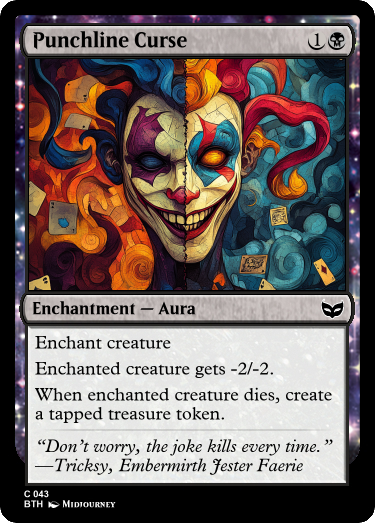 Punchline Curse 1
Enchantment — Aura
Enchant creature
Enchanted creature gets -2/-2.
When enchanted creature dies, create
a tapped treasure token.
“Don't worry, the joke kills every time.”
—Tricksy, Embermirth Jester Faerie
C 043
BTH Midjourney